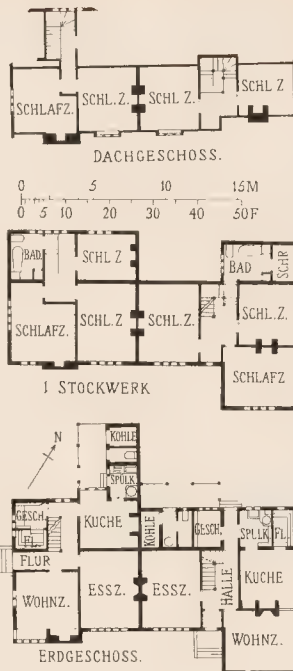 SCHLAFZ. SCHL. Z. SCHL Z SCHL Z
DACHGESCHOSS.
0 5 10 15M
0 5 10 20 30 40 50F
BAD SCHL Z BAD SCHR
SCHLAFZ. SCHL.Z SCHL.Z SCHL.Z.
SCHLAFZ
1 STOCKWERK
N
KOHLE
SPÜLK
GESCH. KÜCHE KOHLE GESCH. SPÜLK FL.
FL.
FLUR HALLE KÜCHE
WOHNZ. ESSZ. ESSZ.
WOHNZ.
ERDGESCHOSS.